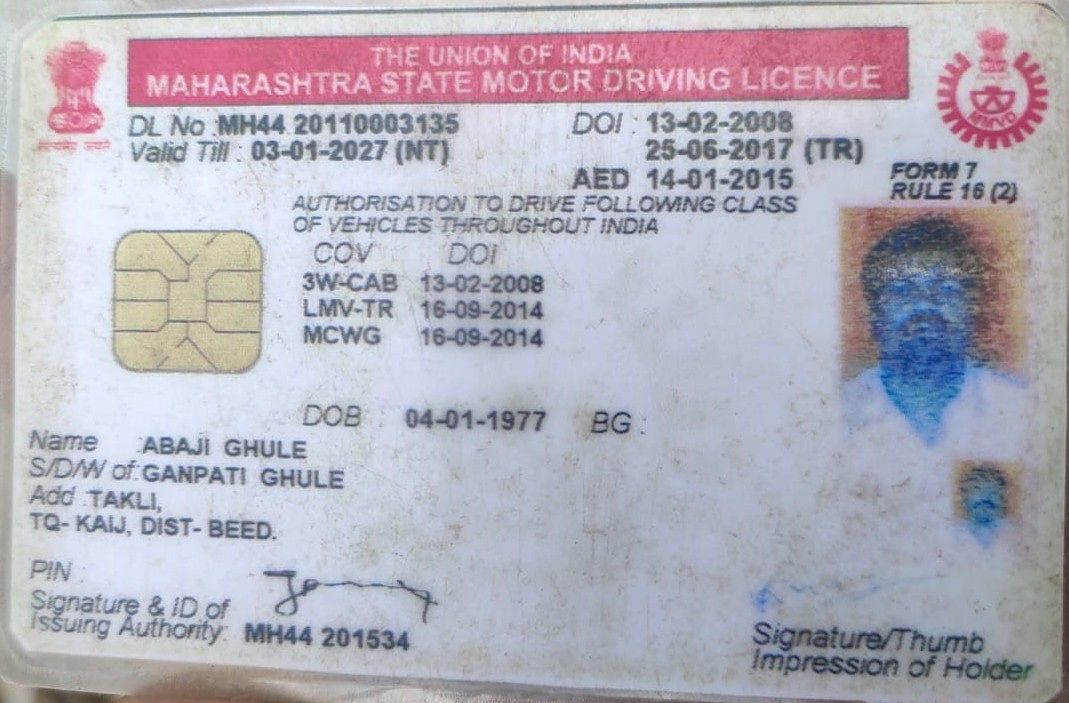 THE UNION OF INDIA
MAHARASHTRA STATE MOTOR DRIVING LICENCE
DL No : MH44 20110003135 DOI : 13-02-2008
Valid Till : 03-01-2027 (NT) 25-06-2017 (TR)
AED 14-01-2015
FORM 7
RULE 16 (2)
AUTHORISATION TO DRIVE FOLLOWING CLASS
OF VEHICLES THROUGHOUT INDIA
COV DOI
3W-CAB 13-02-2008
LMV-TR 16-09-2014
MCWG 16-09-2014
DOB : 04-01-1977 BG :
Name : ABAJI GHULE
S/D/W of : GANPATI GHULE
Add : TAKLI,
TQ- KAIJ, DIST- BEED.
PIN :
Signature & ID of
Issuing Authority: MH44 201534
Signature/Thumb
Impression of Holder
MMVD